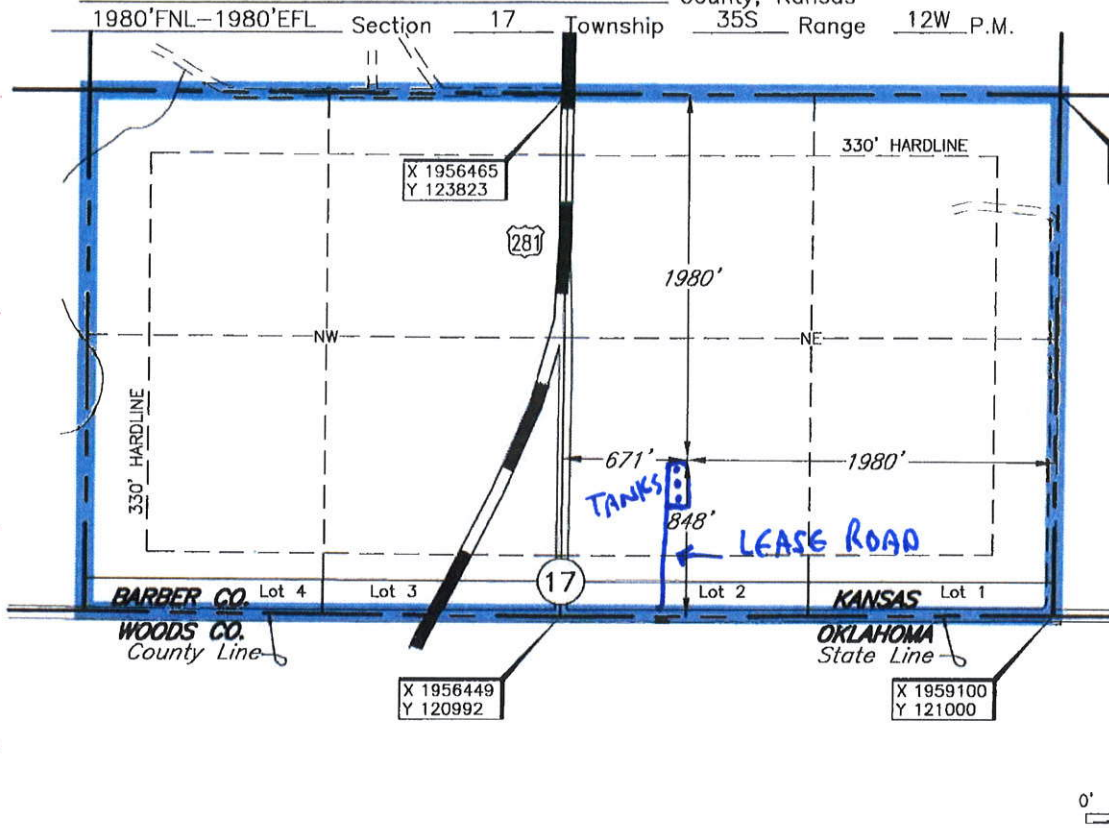 County, Kansas
1980'FNL-1980'EFL Section 17 Township 35S Range 12W P.M.
330' HARDLINE
X 1956465
Y 123823
281
1980'
NW
NE
330' HARDLINE
671'
1980'
TANKS
848'
LEASE ROAD
17
BARBER CO.
Lot 4
Lot 3
Lot 2
KANSAS
Lot 1
WOODS CO.
OKLAHOMA
County Line
State Line
X 1956449
Y 120992
X 1959100
Y 121000
0'